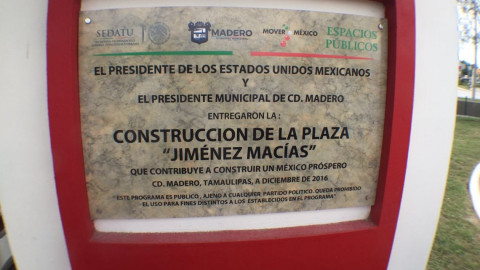 SEDATU
MADERO
MOVER A MÉXICO
ESPACIOS
PÚBLICOS
EL PRESIDENTE DE LOS ESTADOS UNIDOS MEXICANOS
Y
EL PRESIDENTE MUNICIPAL DE CD. MADERO
ENTREGARÓN LA :
CONSTRUCCION DE LA PLAZA
"JIMÉNEZ MACÍAS"
QUE CONTRIBUYE A CONSTRUIR UN MÉXICO PRÓSPERO
CD. MADERO, TAMAULIPAS, A DICIEMBRE DE 2016
"ESTE PROGRAMA ES PUBLICO, AJENO A CUALQUIER PARTIDO POLITICO. QUEDA PROHIBIDO
EL USO PARA FINES DISTINTOS A LOS ESTABLECIDOS EN EL PROGRAMA"